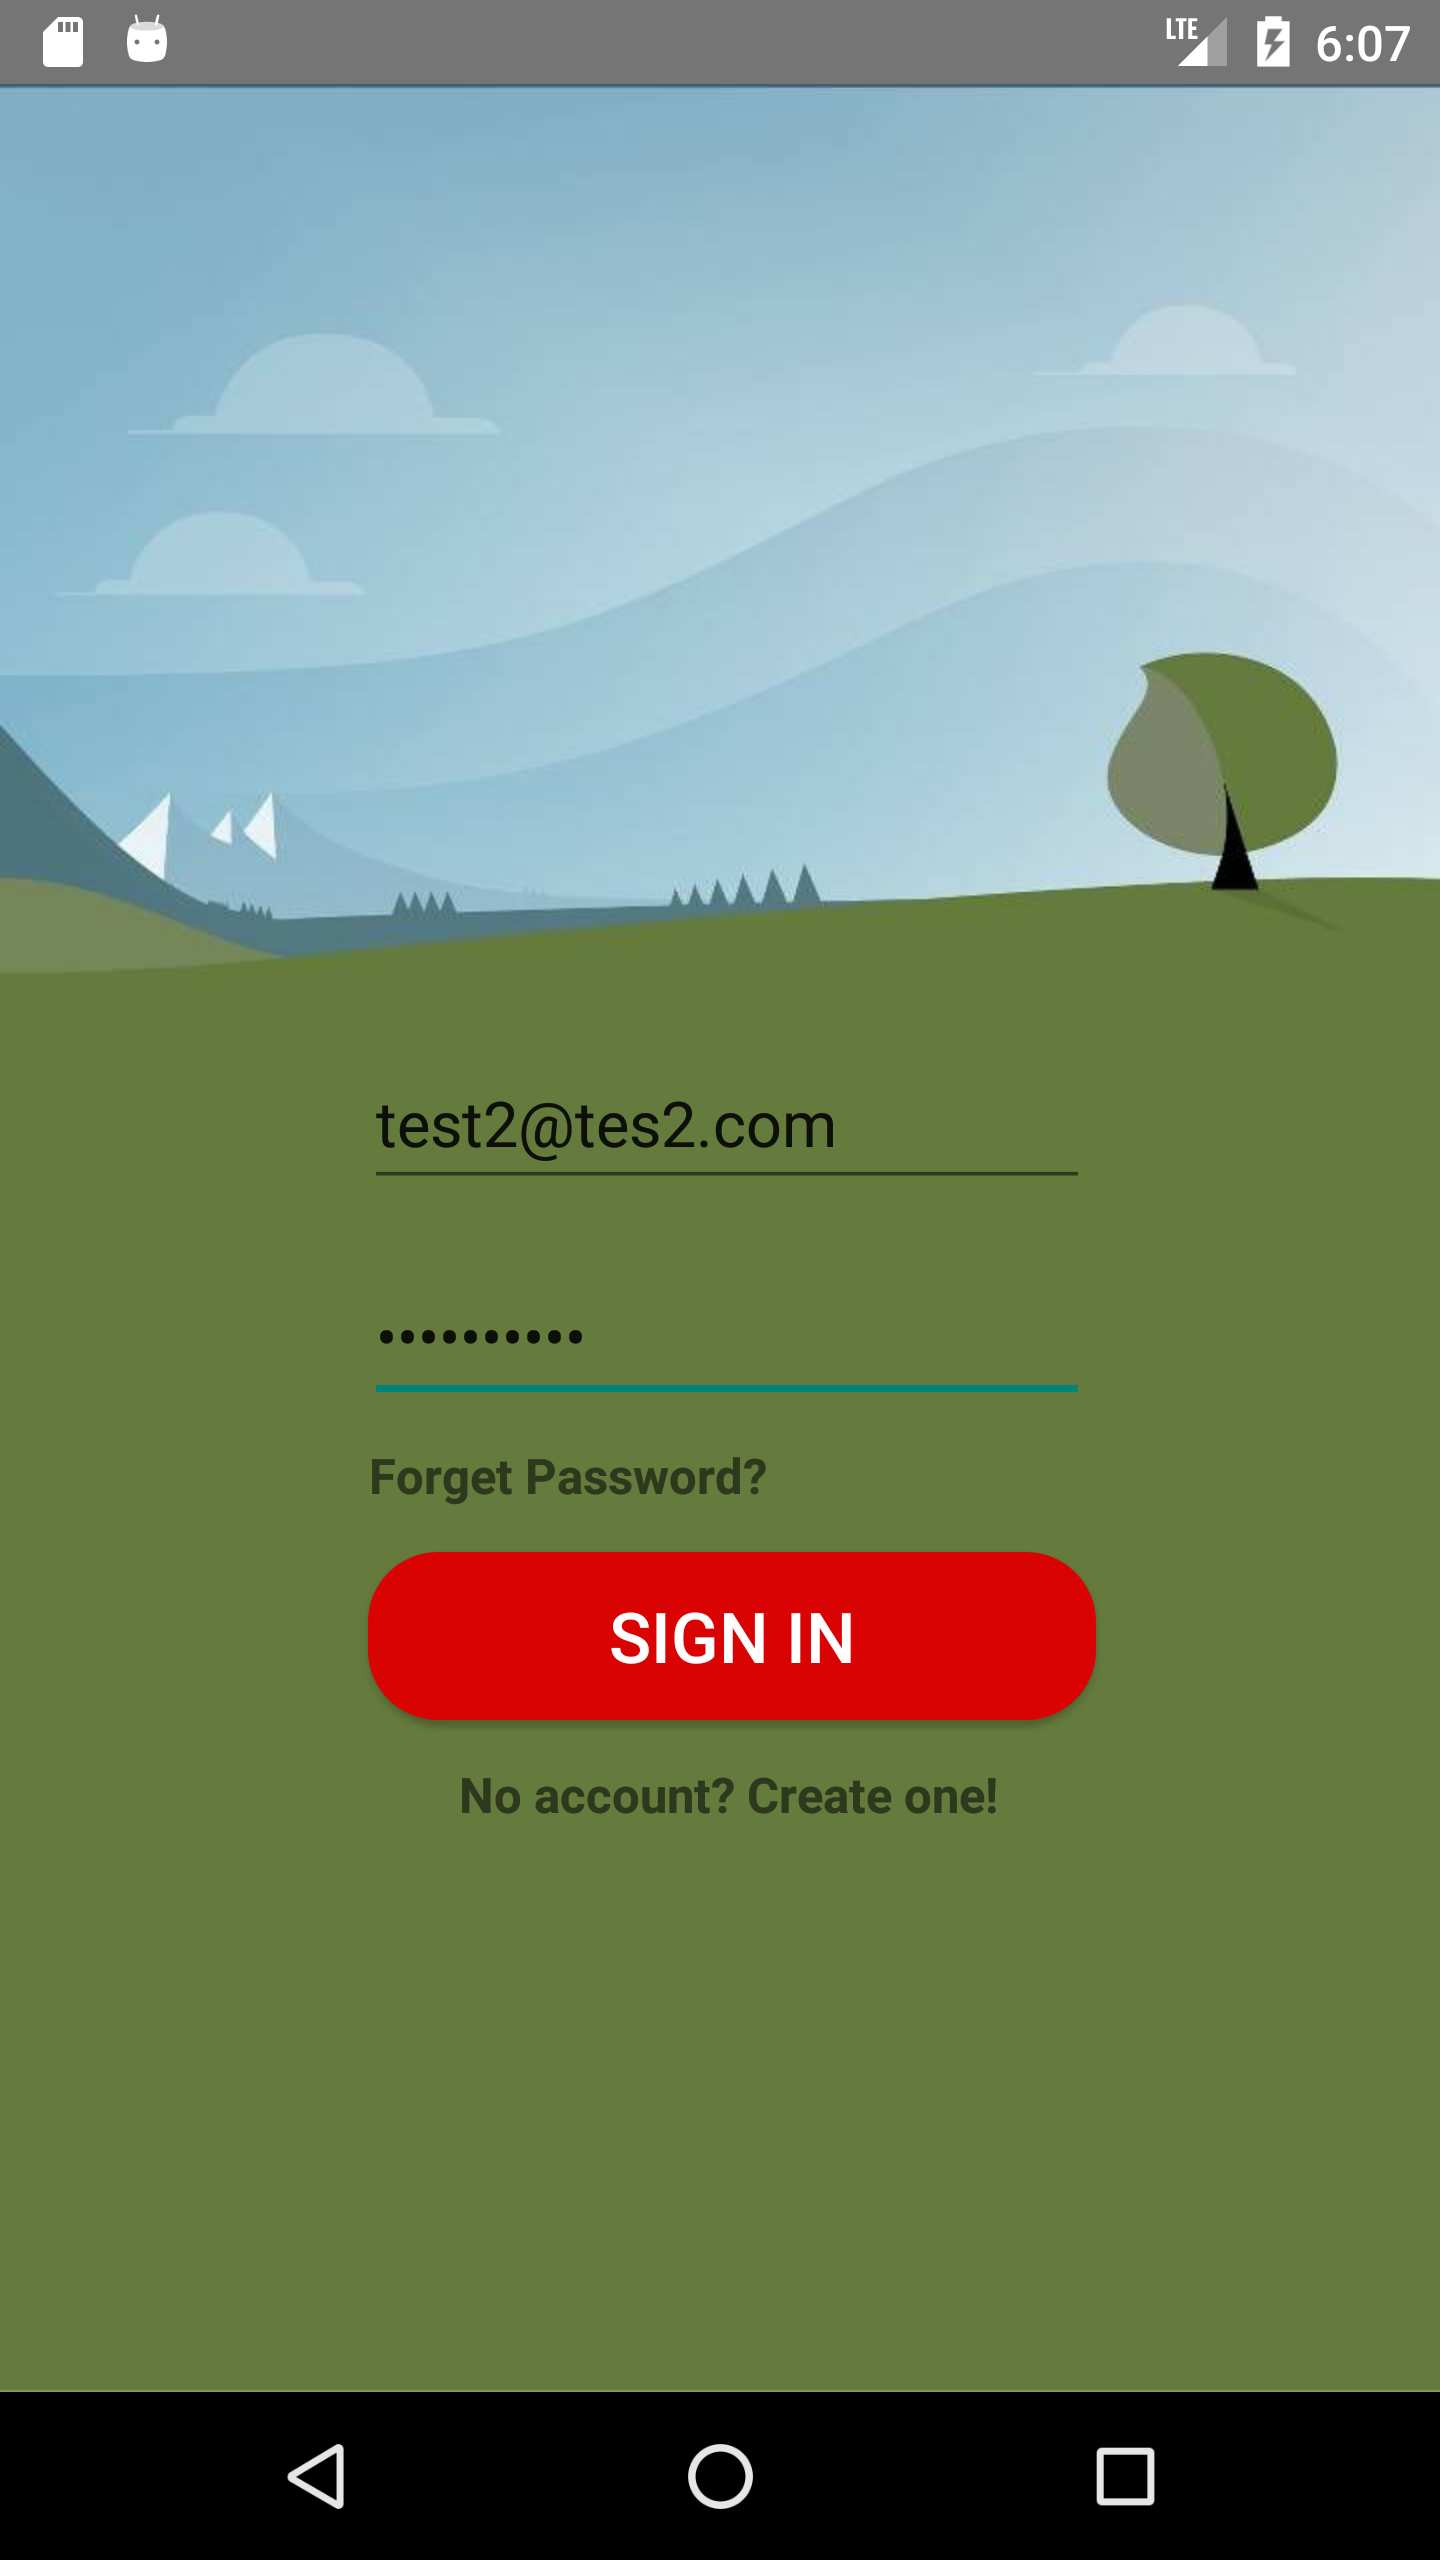 LTE 6:07
test2@tes2.com
••••••••••
Forget Password?
SIGN IN
No account? Create one!